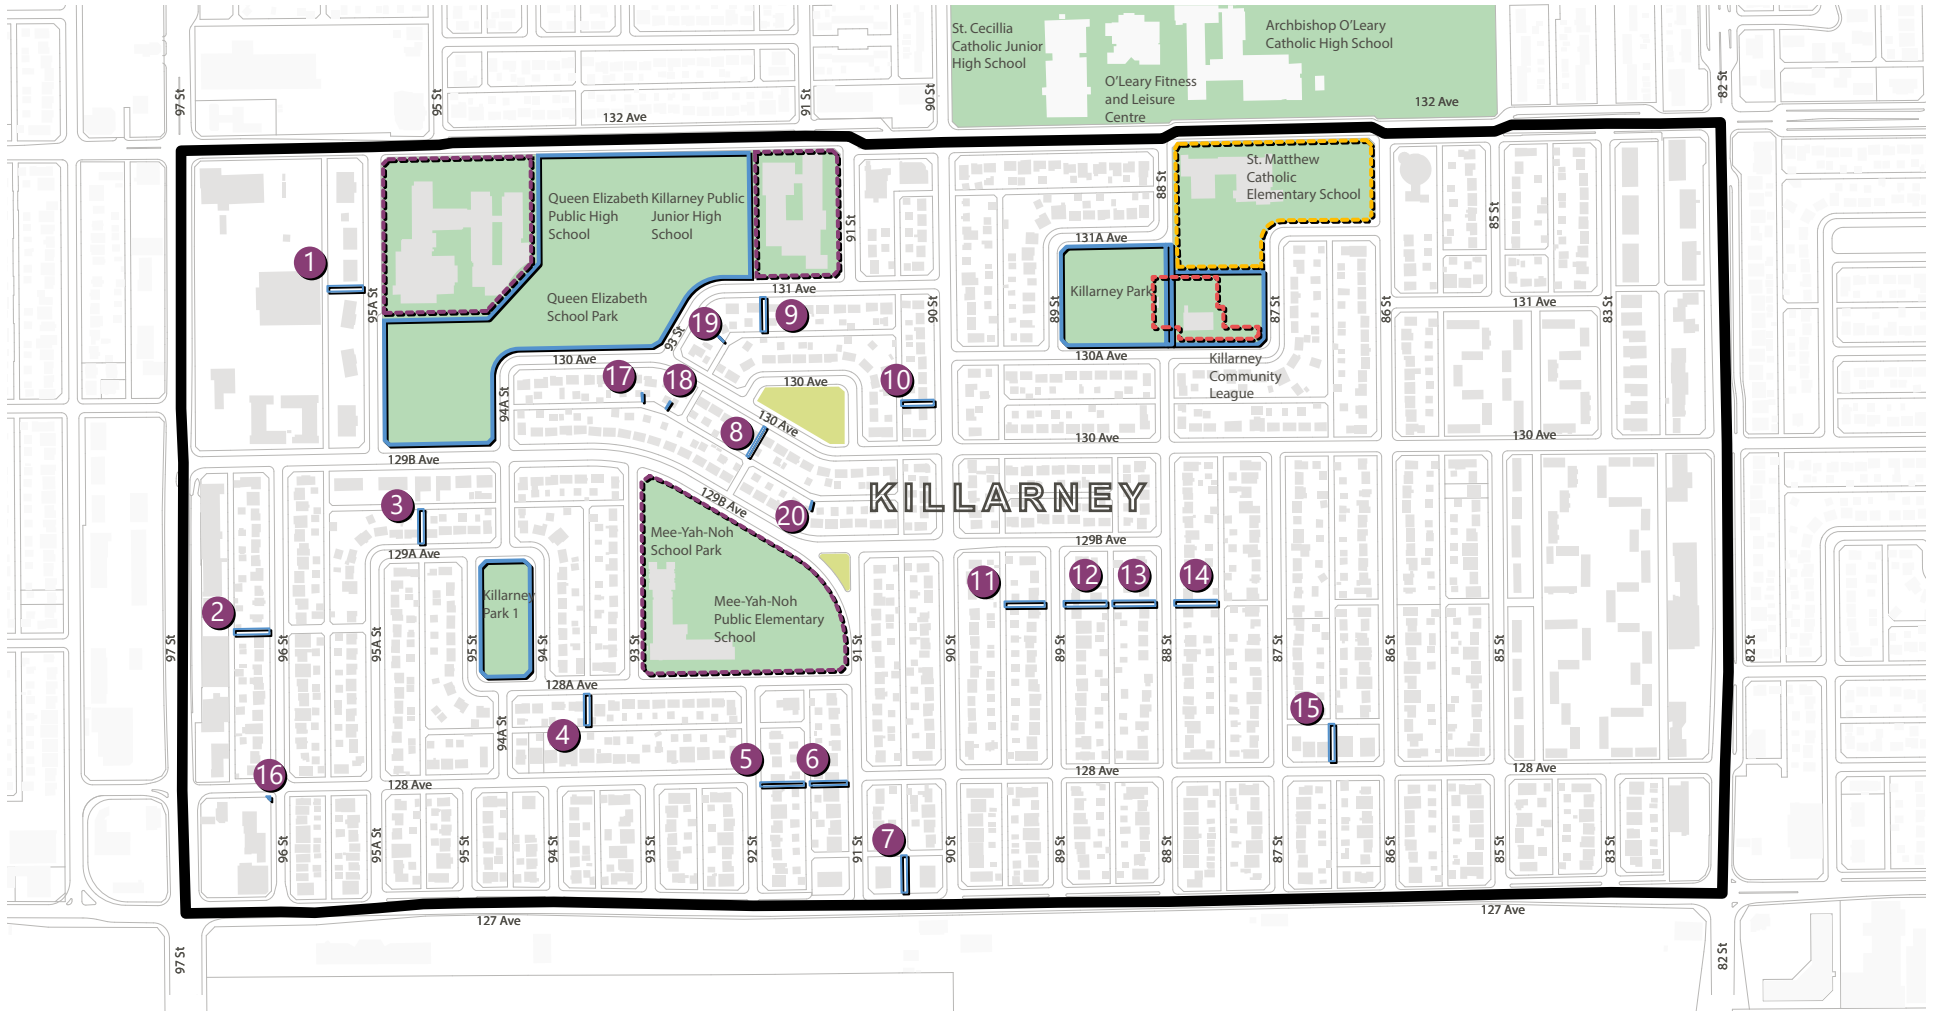 St. Cecillia
Catholic Junior
High School
Archbishop O'Leary
Catholic High School
O'Leary Fitness
and Leisure
Centre
97 St
95 St
91 St
90 St
82 St
132 Ave
132 Ave
St. Matthew
Catholic
Elementary School
88 St
Queen Elizabeth
Public High
School
Killarney Public
Junior High
School
91 St
85 St
131A Ave
1
95A St
Queen Elizabeth
School Park
131 Ave
Killarney Park
90 St
89 St
87 St
86 St
131 Ave
83 St
19
9
93 St
130 Ave
130A Ave
Killarney
Community
League
17
18
130 Ave
10
94A St
8
130 Ave
130 Ave
130 Ave
129B Ave
3
129B Ave
20
KILLARNEY
Mee-Yah-Noh
School Park
129B Ave
129A Ave
11
12
13
14
Killarney
Park 1
Mee-Yah-Noh
Public Elementary
School
2
97 St
96 St
95A St
95 St
94 St
93 St
91 St
90 St
89 St
88 St
87 St
86 St
85 St
82 St
128A Ave
94A St
4
15
5
6
16
128 Ave
128 Ave
128 Ave
7
96 St
95A St
95 St
94 St
93 St
92 St
91 St
90 St
89 St
88 St
87 St
86 St
85 St
83 St
127 Ave
127 Ave
97 St
82 St